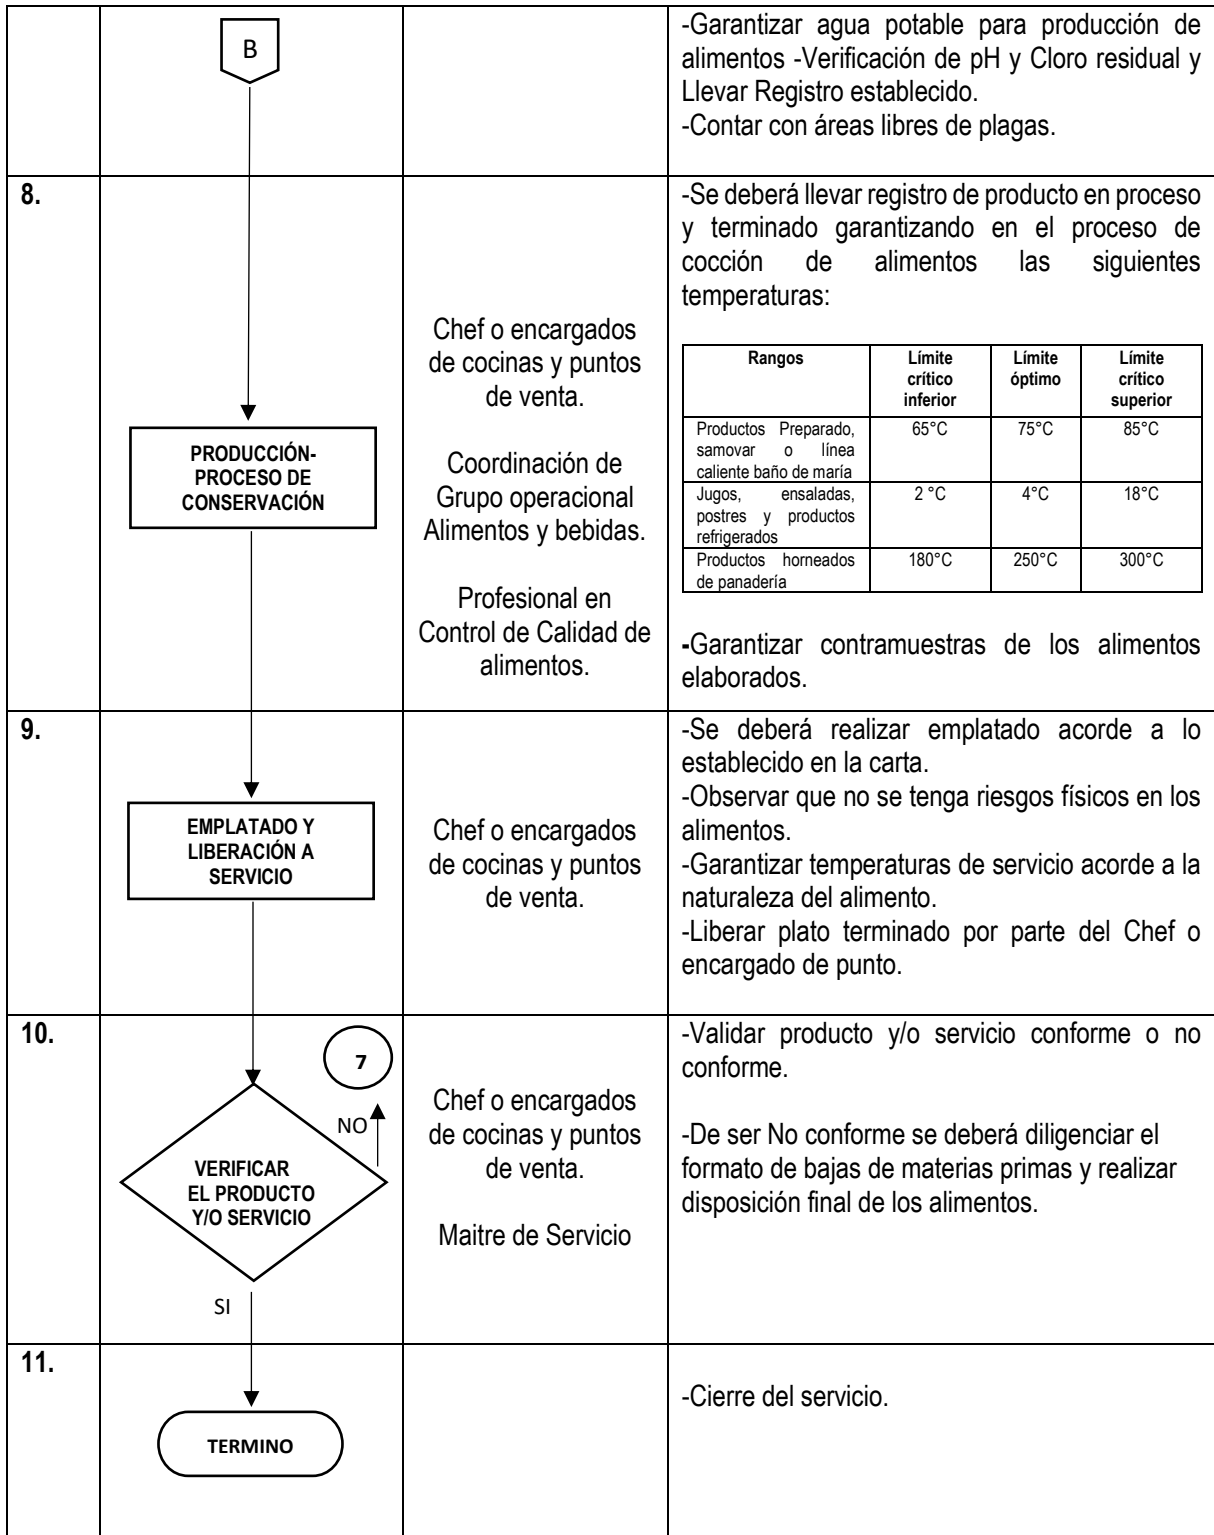 B
-Garantizar agua potable para producción de
alimentos -Verificación de pH y Cloro residual y
Llevar Registro establecido.
-Contar con áreas libres de plagas.
8.
PRODUCCIÓN-
PROCESO DE
CONSERVACIÓN
Chef o encargados
de cocinas y puntos
de venta.
Coordinación de
Grupo operacional
Alimentos y bebidas.
Profesional en
Control de Calidad de
alimentos.
-Se deberá llevar registro de producto en proceso
y terminado garantizando en el proceso de
cocción de alimentos las siguientes
temperaturas:
Rangos
Límite
crítico
inferior
Límite
óptimo
Límite
crítico
superior
Productos Preparado,
samovar o línea
caliente baño de maría
65°C
75°C
85°C
Jugos, ensaladas,
postres y productos
refrigerados
2 °C
4°C
18°C
Productos horneados
de panadería
180°C
250°C
300°C
-Garantizar contramuestras de los alimentos
elaborados.
9.
EMPLATADO Y
LIBERACIÓN A
SERVICIO
Chef o encargados
de cocinas y puntos
de venta.
-Se deberá realizar emplatado acorde a lo
establecido en la carta.
-Observar que no se tenga riesgos físicos en los
alimentos.
-Garantizar temperaturas de servicio acorde a la
naturaleza del alimento.
-Liberar plato terminado por parte del Chef o
encargado de punto.
10.
7
NO
VERIFICAR
EL PRODUCTO
Y/O SERVICIO
SI
Chef o encargados
de cocinas y puntos
de venta.
Maitre de Servicio
-Validar producto y/o servicio conforme o no
conforme.
-De ser No conforme se deberá diligenciar el
formato de bajas de materias primas y realizar
disposición final de los alimentos.
11.
TERMINO
-Cierre del servicio.